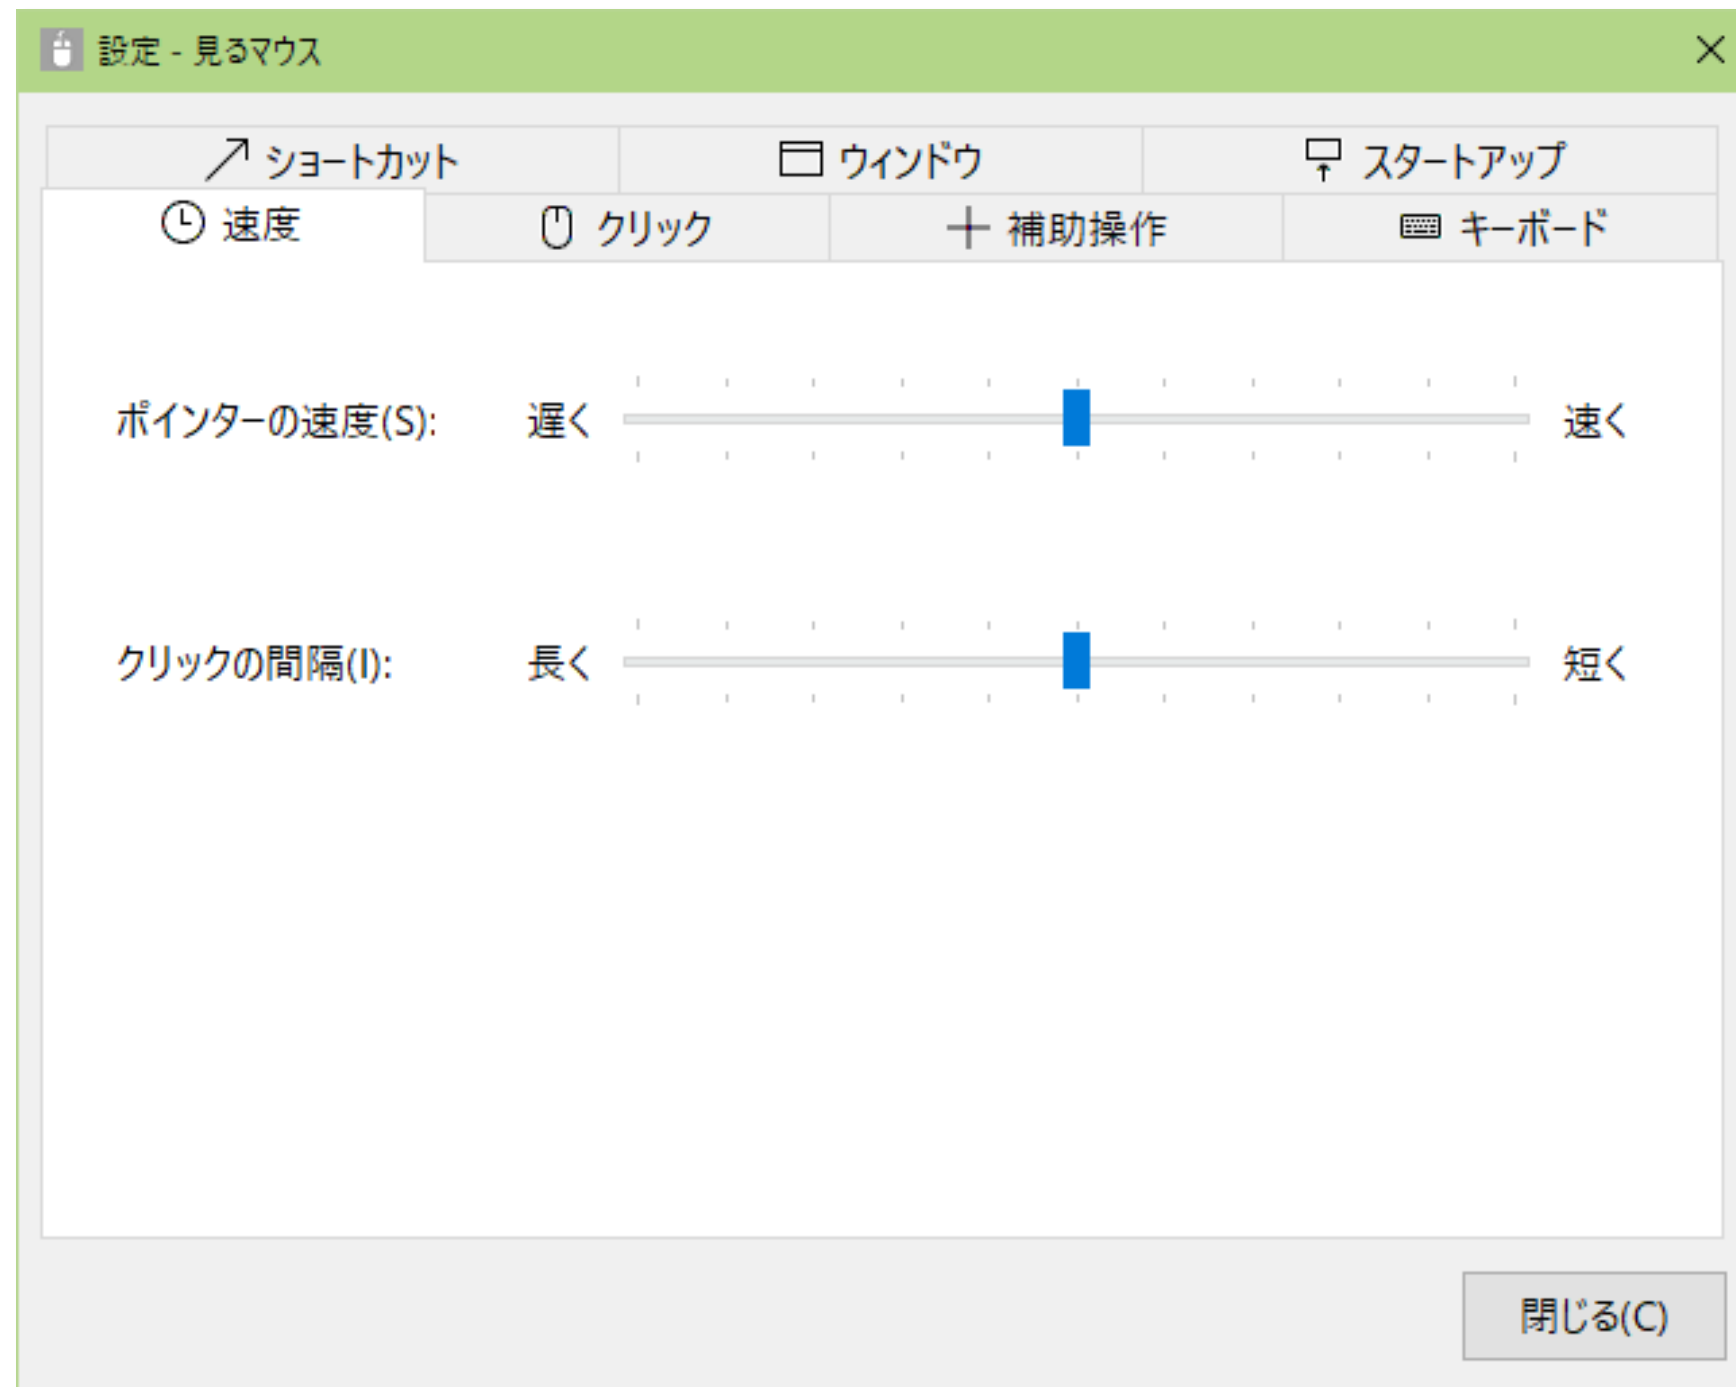 設定 - 見るマウス
ショートカット ウィンドウ スタートアップ
速度 クリック 補助操作 キーボード
ポインターの速度(S): 遅く 速く
クリックの間隔(I): 長く 短く
閉じる(C)